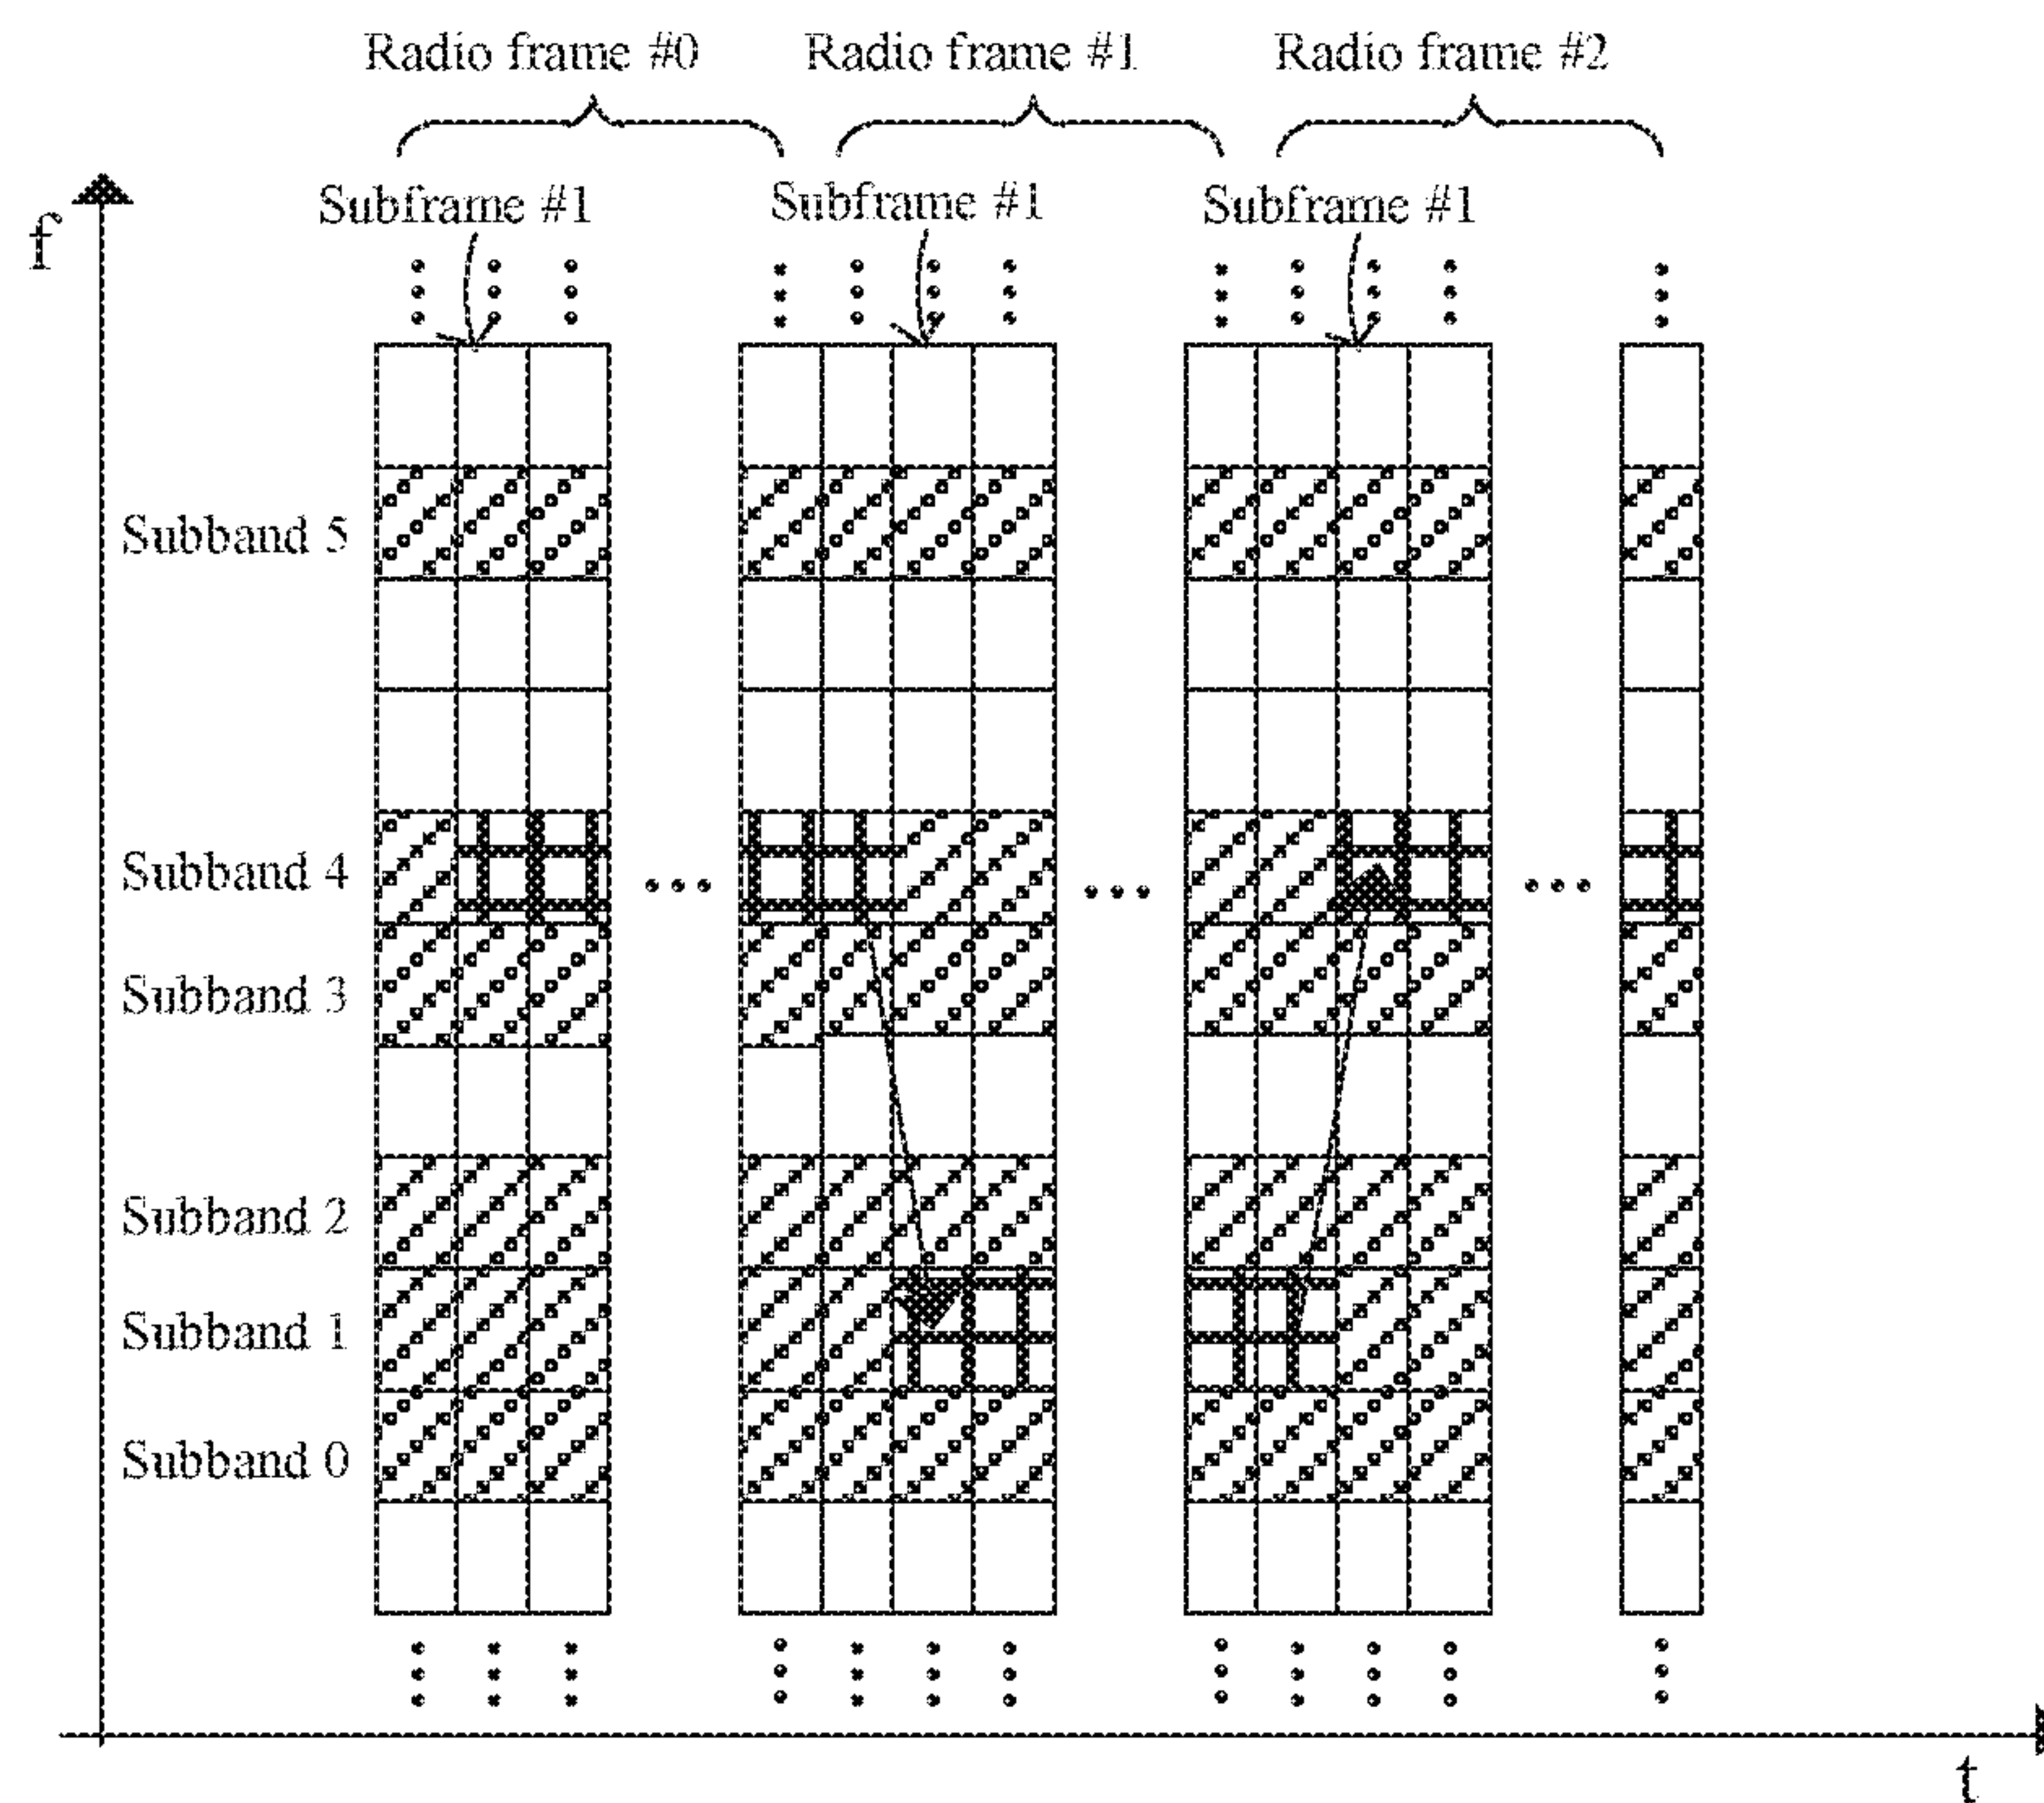 Radio frame #0 Radio frame #1 Radio frame #2
Subframe #1 Subframe #1 Subframe #1
f
Subband 5
Subband 4
Subband 3
Subband 2
Subband 1
Subband 0
t